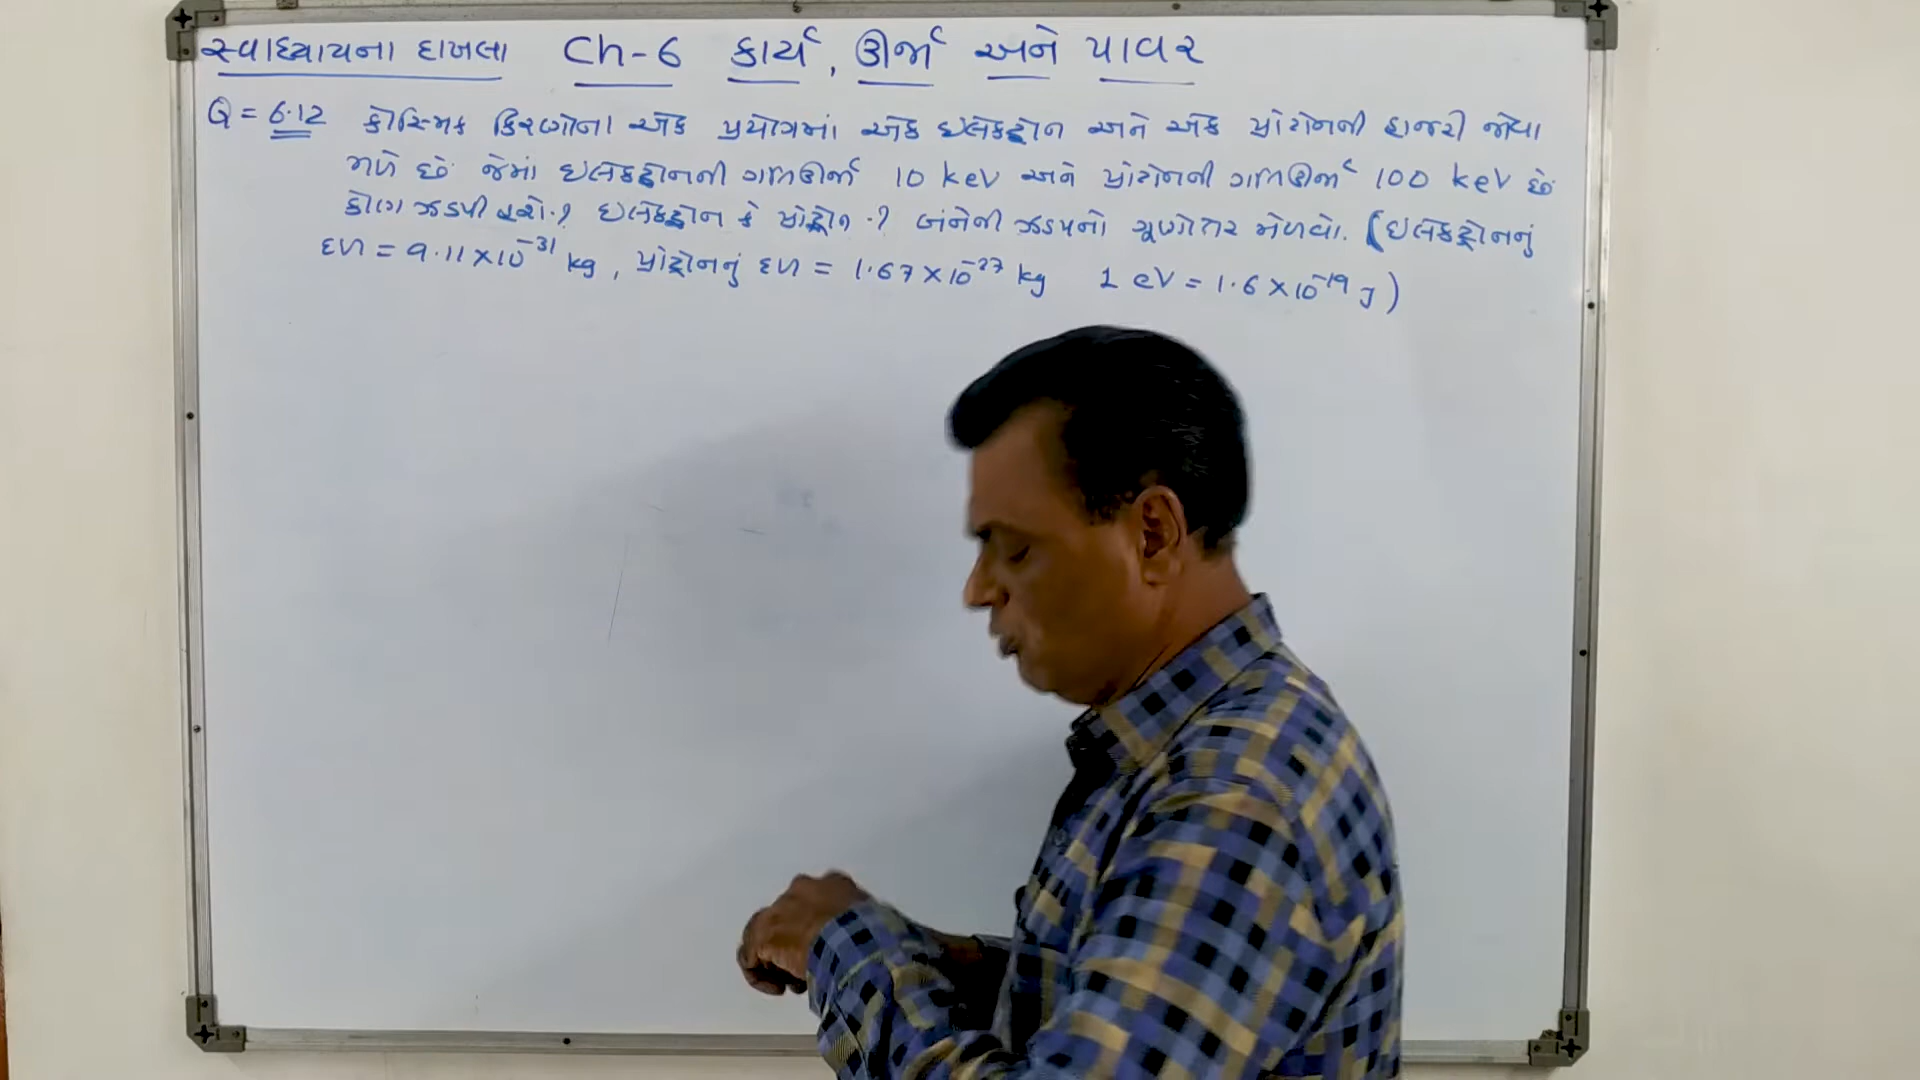 સ્વાધ્યાયના દાખલા Ch-6 કાર્ય, ઊર્જા અને પાવર
Q = 6.12 કોસ્મિક કિરણોના એક પ્રયોગમાં એક ઇલેક્ટ્રોન અને એક પ્રોટોનની હાજરી જોવા
મળે છે જેમાં ઇલેક્ટ્રોનની ગતિઊર્જા 10 keV અને પ્રોટોનની ગતિઊર્જા 100 keV છે
કોણ ઝડપી હશે.? ઇલેક્ટ્રોન કે પ્રોટ્રોન.? બંનેની ઝડપનો ગુણોત્તર મેળવો. (ઇલેક્ટ્રોનનું
દળ = 9.11×10⁻³¹ kg, પ્રોટ્રોનનું દળ = 1.67×10⁻²⁷ kg 1 eV = 1.6×10⁻¹⁹ J)